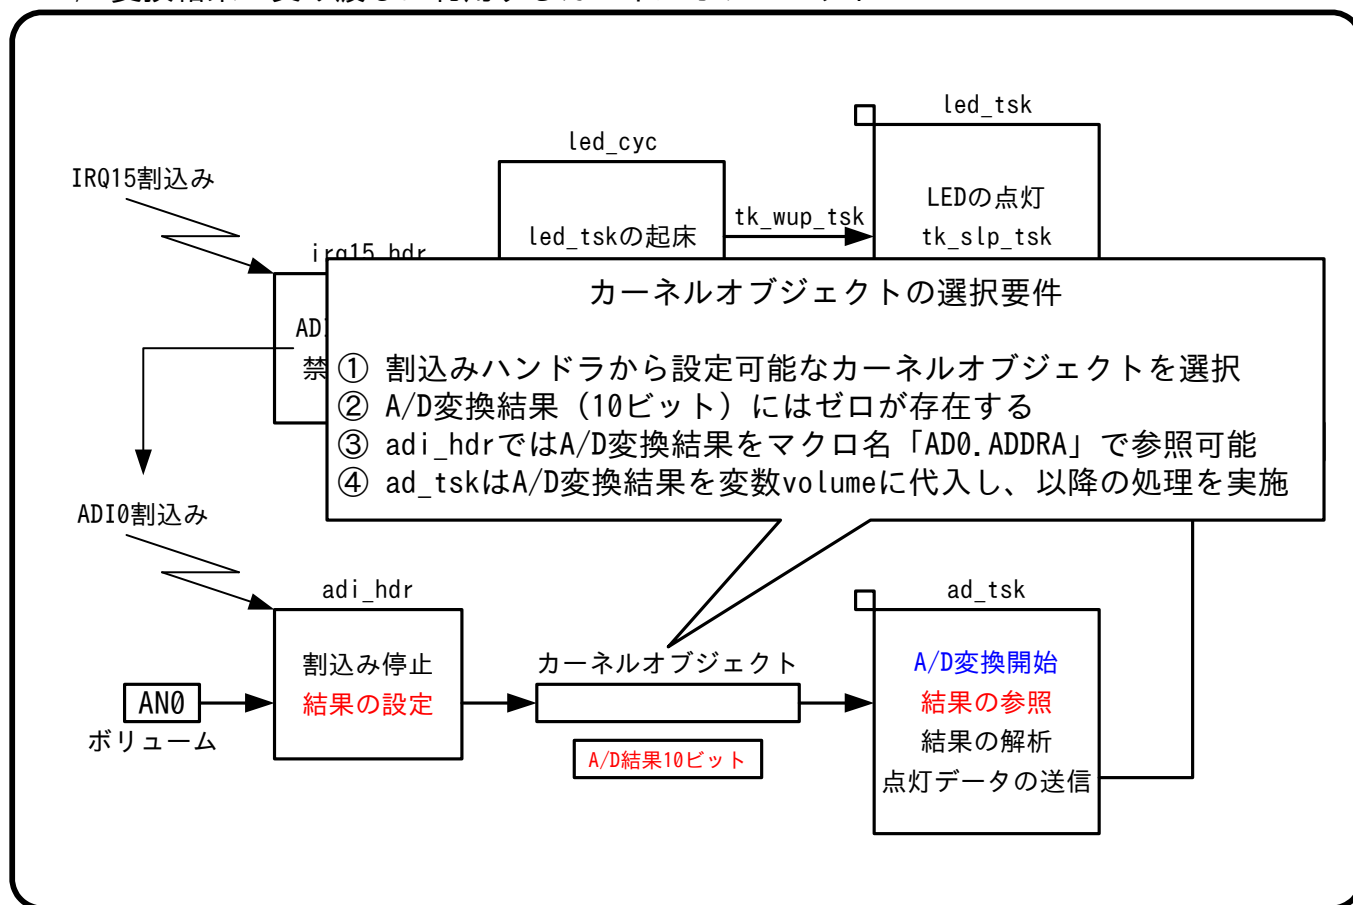 led_tsk
led_cyc
IRQ15割込み
LEDの点灯
tk_wup_tsk
led_tskの起床
tk_slp_tsk
irq15_hdr
カーネルオブジェクトの選択要件
AD
禁
① 割込みハンドラから設定可能なカーネルオブジェクトを選択
② A/D変換結果（10ビット）にはゼロが存在する
③ adi_hdrではA/D変換結果をマクロ名「AD0.ADDRA」で参照可能
④ ad_tskはA/D変換結果を変数volumeに代入し、以降の処理を実施
ADI0割込み
adi_hdr
ad_tsk
割込み停止
結果の設定
カーネルオブジェクト
A/D変換開始
結果の参照
結果の解析
点灯データの送信
AN0
ボリューム
A/D結果10ビット